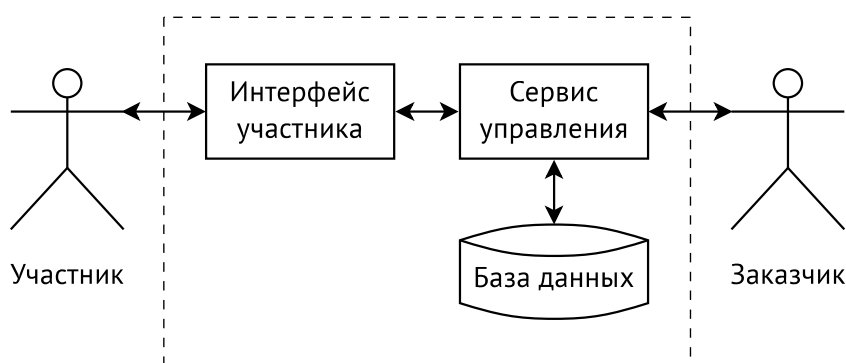 Интерфейс
участника
Сервис
управления
Участник
База данных
Заказчик